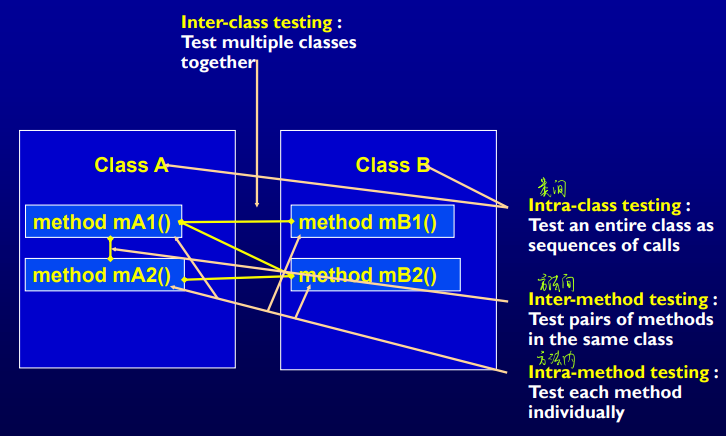 Inter-class testing :
Test multiple classes
together
Class A
Class B
method mA1()
method mB1()
method mA2()
method mB2()
类间
Intra-class testing :
Test an entire class as
sequences of calls
方法间
Inter-method testing :
Test pairs of methods
in the same class
方法内
Intra-method testing :
Test each method
individually